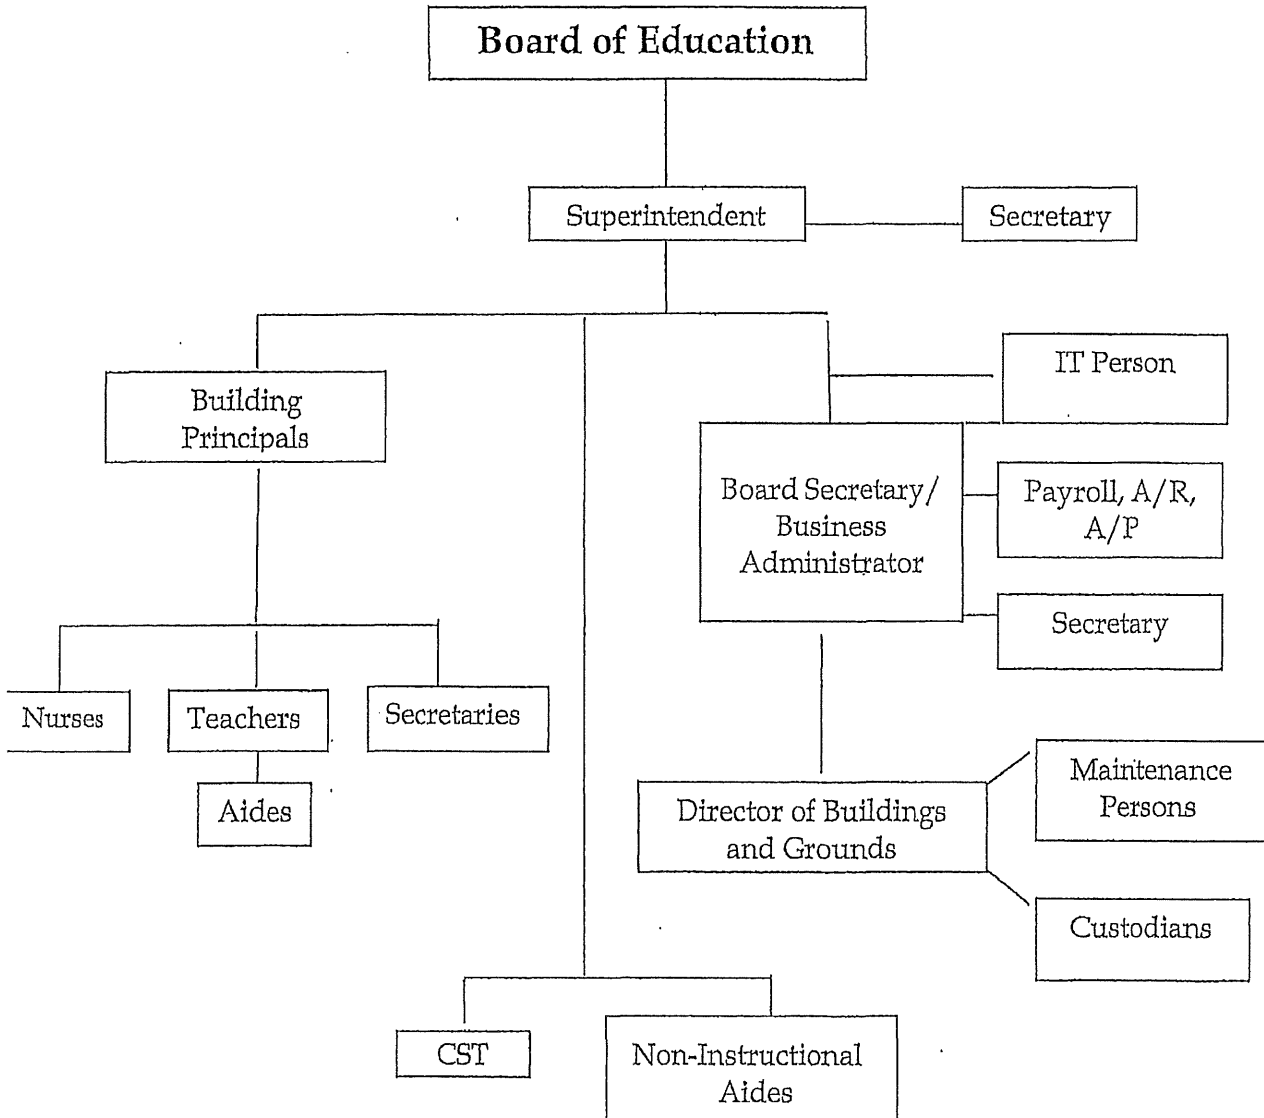 Board of Education
Superintendent
Secretary
IT Person
Building
Principals
Board Secretary/
Business
Administrator
Payroll, A/R,
A/P
Secretary
Nurses
Teachers
Secretaries
Aides
Director of Buildings
and Grounds
Maintenance
Persons
Custodians
CST
Non-Instructional
Aides